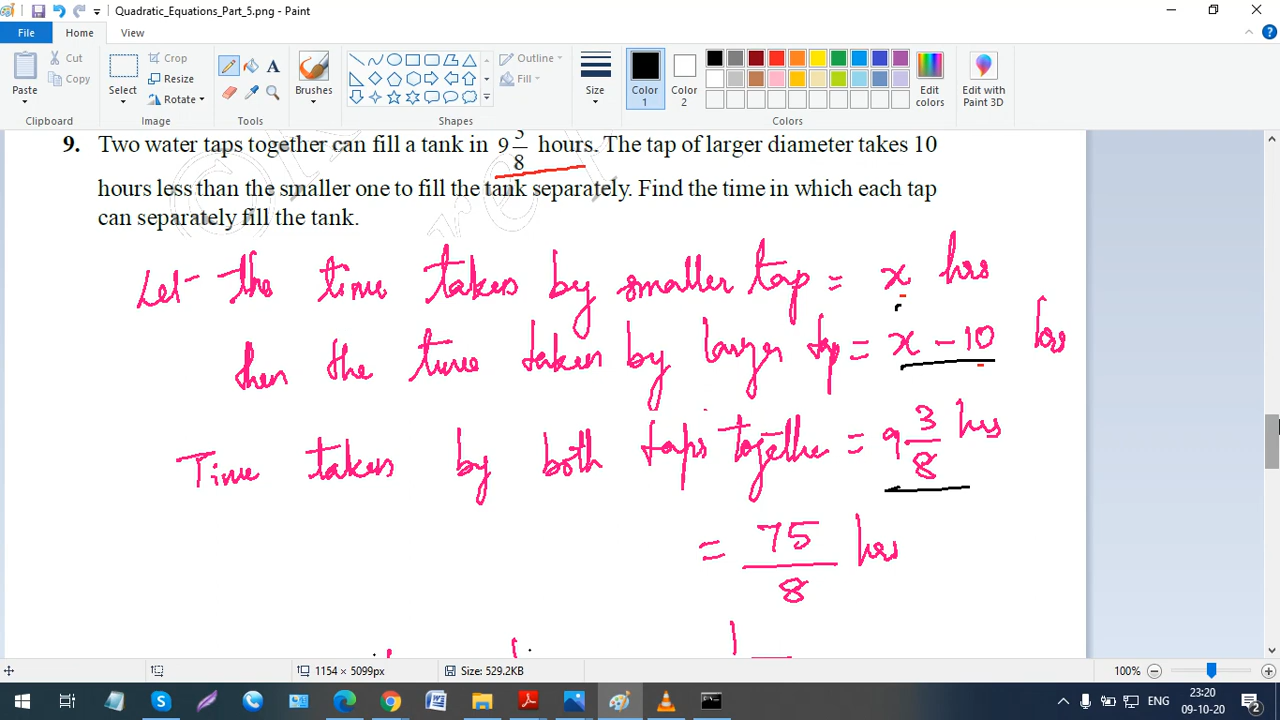 Quadratic_Equations_Part_5.png - Paint
File Home View
Paste Cut Copy Clipboard
Select Crop Resize Rotate Image
Tools
Brushes
Outline Fill Shapes
Size
Color 1 Color 2 Edit colors Colors
Edit with Paint 3D
9. Two water taps together can fill a tank in 9 3/8 hours. The tap of larger diameter takes 10
hours less than the smaller one to fill the tank separately. Find the time in which each tap
can separately fill the tank.
Let the time taken by smaller tap = x hrs
then the time taken by larger tap = x - 10 hrs
Time taken by both taps together = 9 3/8 hrs
= 75/8 hrs
1154 × 5099px Size: 529.2KB 100%
ENG 23:20 09-10-20 2